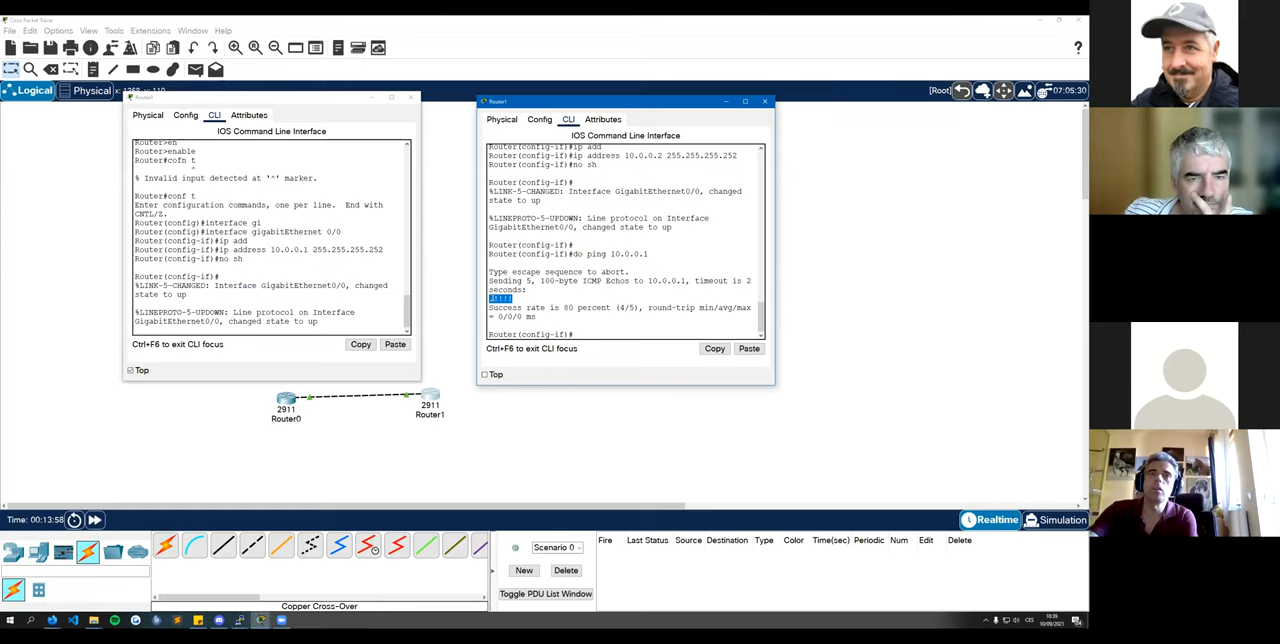 Cisco Packet Tracer
File Edit Options View Tools Extensions Window Help
?
Logical
Physical
[Root]
07:05:30
Router0
Physical Config CLI Attributes
IOS Command Line Interface
Router>en
Router>enable
Router#cofn t
^
% Invalid input detected at '^' marker.
Router#conf t
Enter configuration commands, one per line. End with
CNTL/Z.
Router(config)#interface gi
Router(config)#interface gigabitEthernet 0/0
Router(config-if)#ip add
Router(config-if)#ip address 10.0.0.1 255.255.255.252
Router(config-if)#no sh
Router(config-if)#
%LINK-5-CHANGED: Interface GigabitEthernet0/0, changed
state to up
%LINEPROTO-5-UPDOWN: Line protocol on Interface
GigabitEthernet0/0, changed state to up
Ctrl+F6 to exit CLI focus
Copy
Paste
Top
Router1
Physical Config CLI Attributes
IOS Command Line Interface
Router(config-if)#ip add
Router(config-if)#ip address 10.0.0.2 255.255.255.252
Router(config-if)#no sh
Router(config-if)#
%LINK-5-CHANGED: Interface GigabitEthernet0/0, changed
state to up
%LINEPROTO-5-UPDOWN: Line protocol on Interface
GigabitEthernet0/0, changed state to up
Router(config-if)#
Router(config-if)#do ping 10.0.0.1
Type escape sequence to abort.
Sending 5, 100-byte ICMP Echos to 10.0.0.1, timeout is 2
seconds:
.!!!!
Success rate is 80 percent (4/5), round-trip min/avg/max
= 0/0/0 ms
Router(config-if)#
Ctrl+F6 to exit CLI focus
Copy
Paste
Top
2911
Router0
2911
Router1
Time: 00:13:58
Realtime
Simulation
Scenario 0
New
Delete
Toggle PDU List Window
Fire Last Status Source Destination Type Color Time(sec) Periodic Num Edit Delete
Copper Cross-Over
CES
10:39
10/09/2021